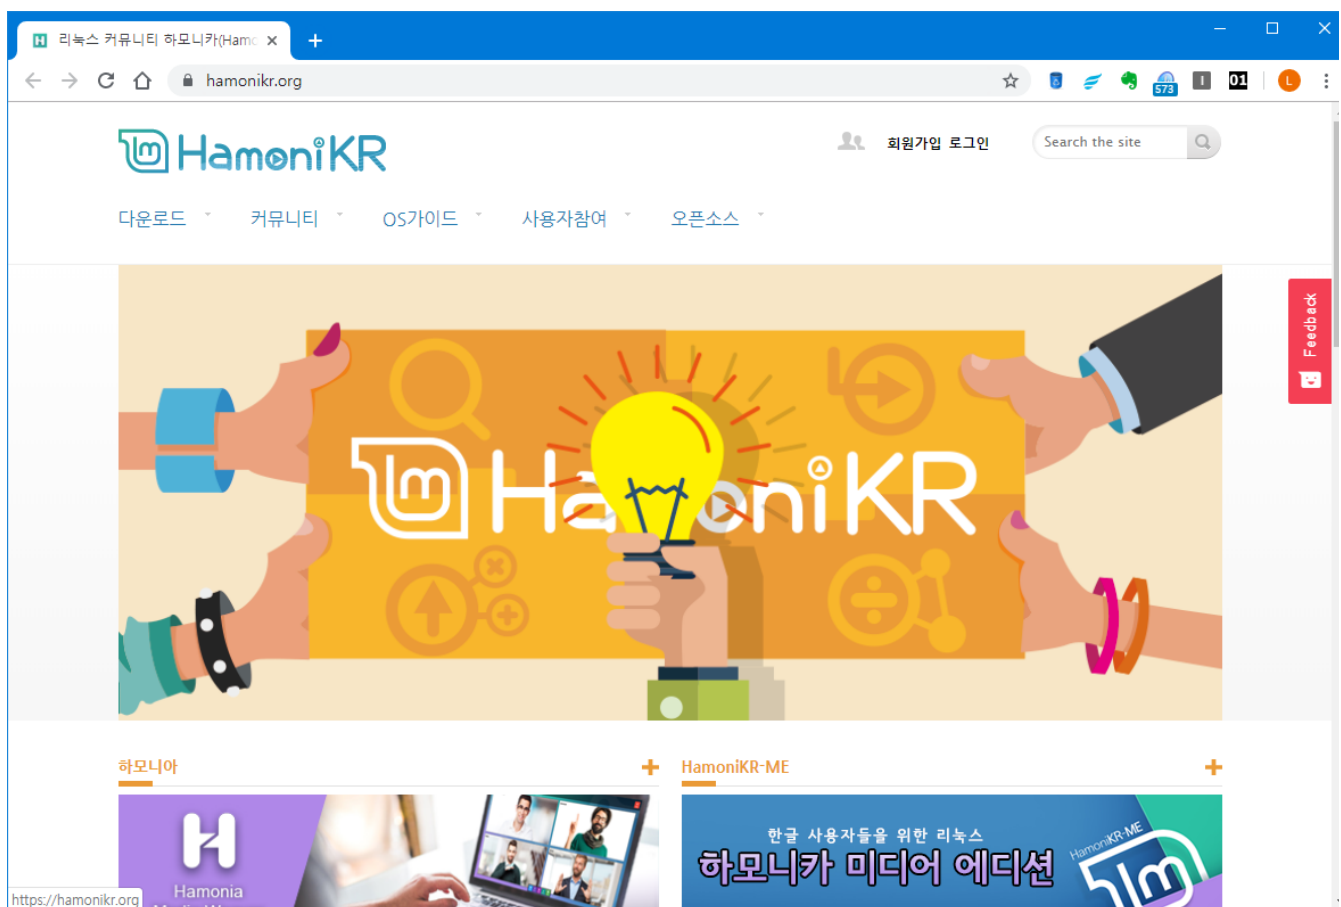 리눅스 커뮤니티 하모니카(Hamo
hamonikr.org
573
01
L
HamoniKR
회원가입 로그인
Search the site
다운로드
커뮤니티
OS가이드
사용자참여
오픈소스
Feedback
HamoniKR
하모니아
HamoniKR-ME
Hamonia
한글 사용자들을 위한 리눅스
하모니카 미디어 에디션
HamoniKR-ME
https://hamonikr.org